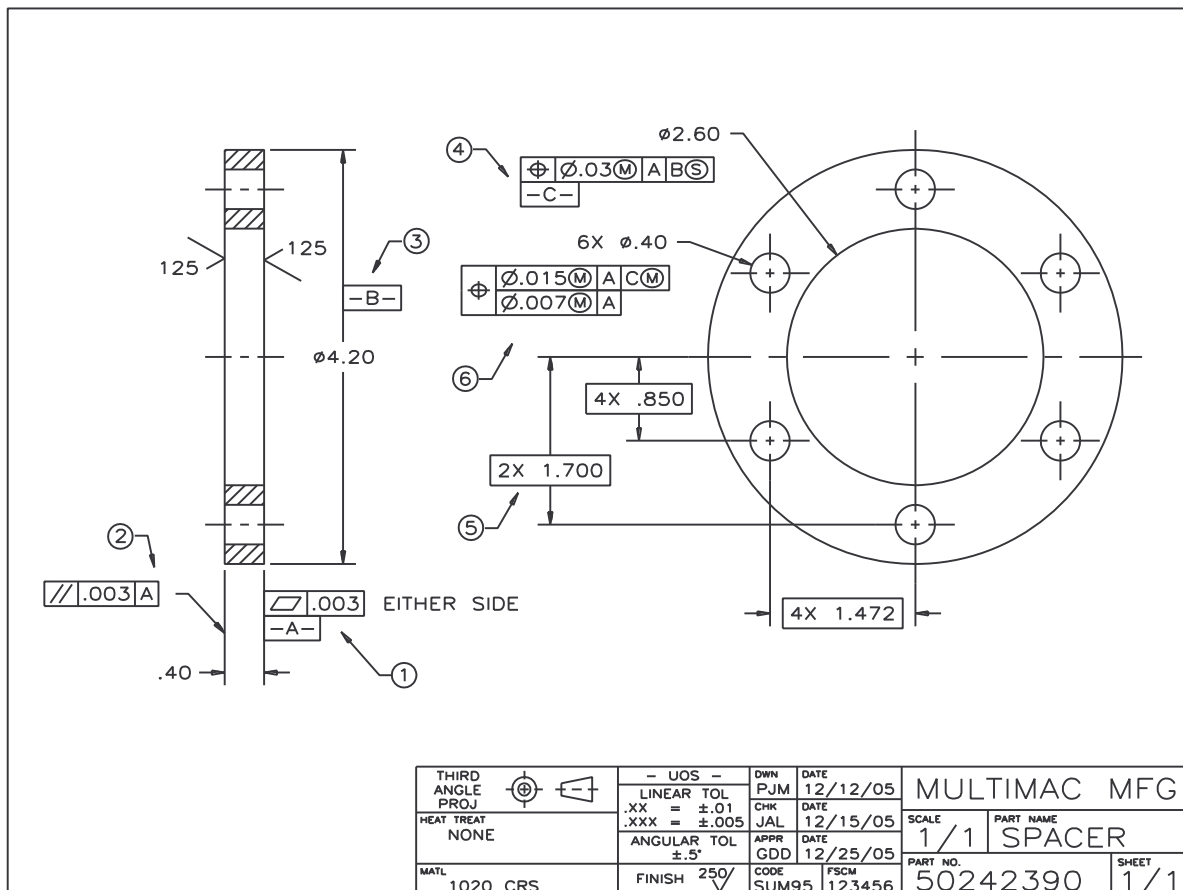 ④
⌀2.60
⌖ ⌀.03Ⓜ A BⓈ
-C-
③
125
125
6X ⌀.40
-B-
⌖ ⌀.015Ⓜ A CⓂ
⌀.007Ⓜ A
⌀4.20
⑥
4X .850
2X 1.700
⑤
②
// .003 A
⏥ .003 EITHER SIDE
-A-
4X 1.472
.40
①
THIRD
ANGLE
PROJ
HEAT TREAT
NONE
MATL
1020 CRS
- UOS -
LINEAR TOL
.XX = ±.01
.XXX = ±.005
ANGULAR TOL
±.5°
FINISH 250/
DWN DATE
PJM 12/12/05
CHK DATE
JAL 12/15/05
APPR DATE
GDD 12/25/05
CODE FSCM
SUM95 123456
MULTIMAC MFG
SCALE PART NAME
1/1 SPACER
PART NO. SHEET
50242390 1/1